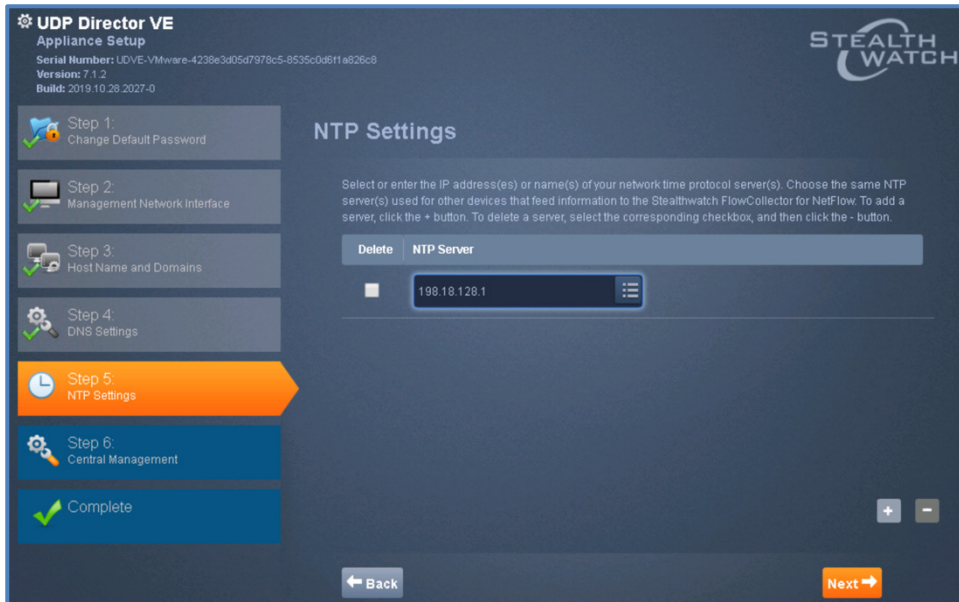 UDP Director VE
Appliance Setup
Serial Number: UDVE-VMware-4238e3d05d7978c5-8535c0d6f1a826c8
Version: 7.1.2
Build: 2019.10.28.2027-0
STEALTH
WATCH
Step 1:
Change Default Password
Step 2:
Management Network Interface
Step 3:
Host Name and Domains
Step 4:
DNS Settings
Step 5:
NTP Settings
Step 6:
Central Management
Complete
NTP Settings
Select or enter the IP address(es) or name(s) of your network time protocol server(s). Choose the same NTP
server(s) used for other devices that feed information to the Stealthwatch FlowCollector for NetFlow. To add a
server, click the + button. To delete a server, select the corresponding checkbox, and then click the - button.
Delete NTP Server
198.18.128.1
+ -
Back
Next